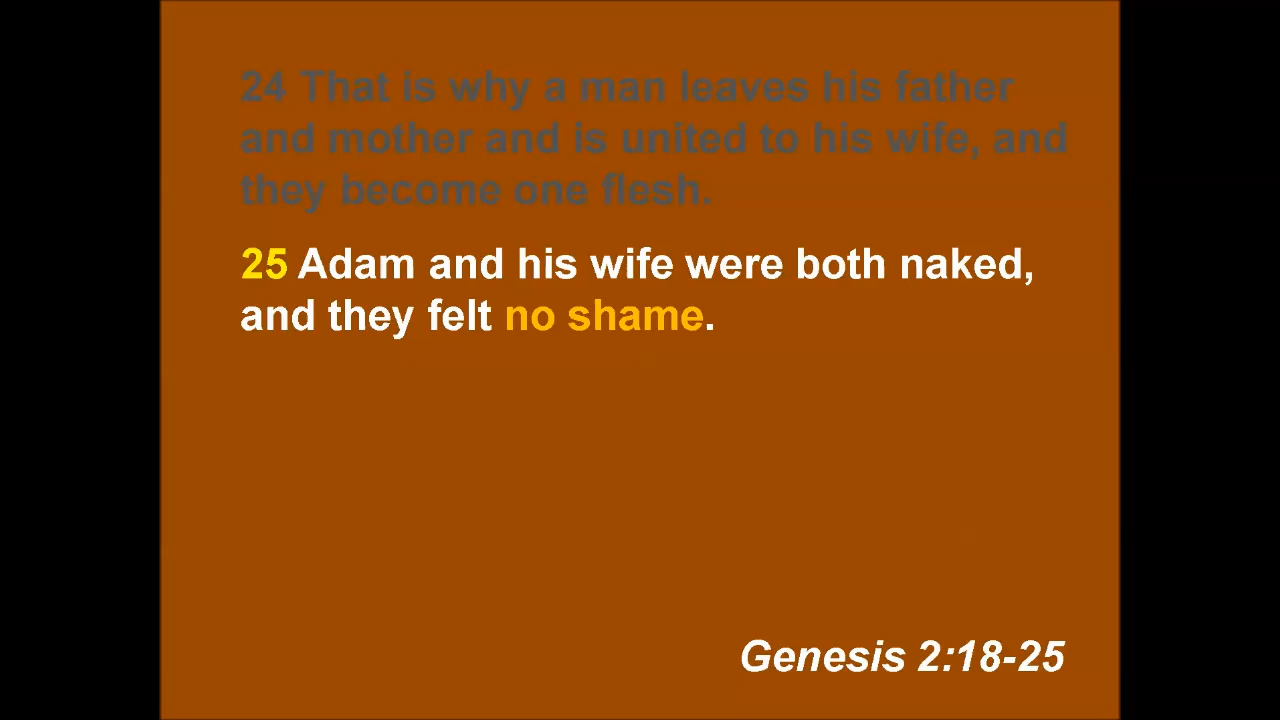 24 That is why a man leaves his father
and mother and is united to his wife, and
they become one flesh.
25 Adam and his wife were both naked,
and they felt no shame.
Genesis 2:18-25